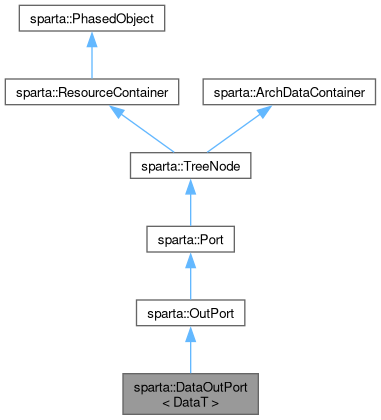 sparta::PhasedObject
sparta::ResourceContainer
sparta::ArchDataContainer
sparta::TreeNode
sparta::Port
sparta::OutPort
sparta::DataOutPort
< DataT >